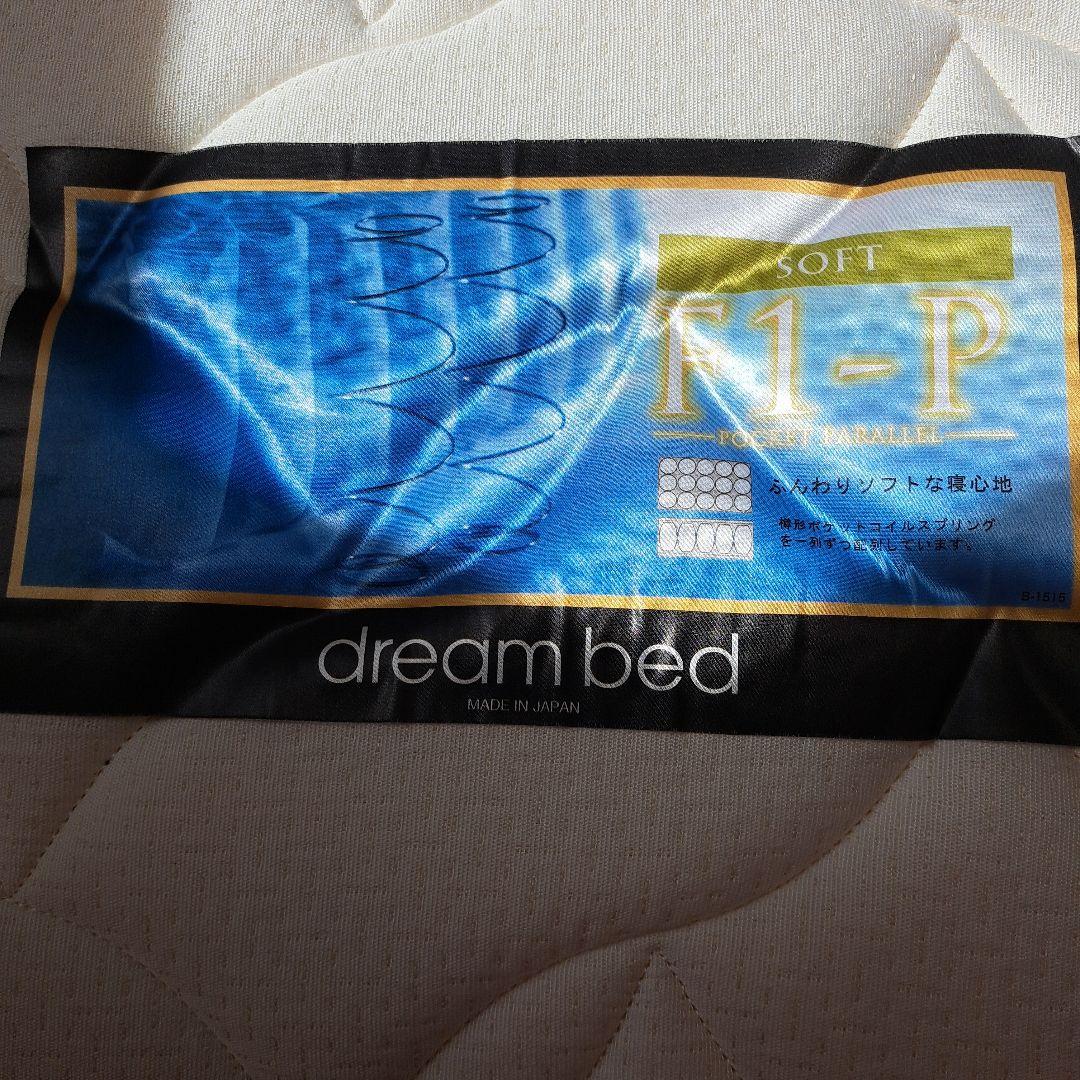 SOFT
F1-P
POCKET PARALLEL
ふんわりソフトな寝心地
樽形ポケットコイルスプリング
を一列ずつ配列しています。
B-1515
dream bed
MADE IN JAPAN